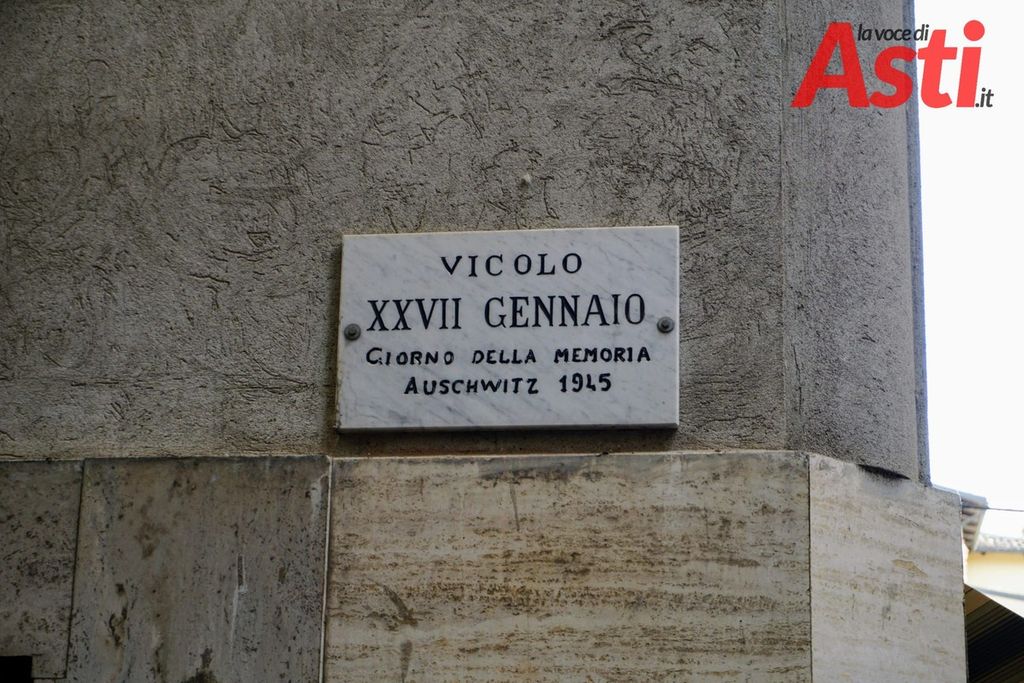 la voce di
Asti.it
VICOLO
XXVII GENNAIO
GIORNO DELLA MEMORIA
AUSCHWITZ 1945